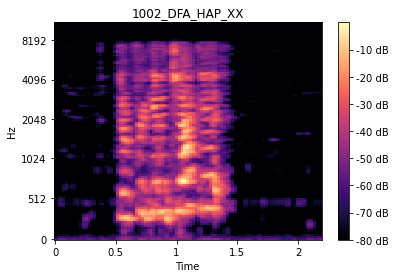 1002_DFA_HAP_XX
8192
4096
2048
1024
512
0
Hz
0
0.5
1
1.5
2
Time
-10 dB
-20 dB
-30 dB
-40 dB
-50 dB
-60 dB
-70 dB
-80 dB